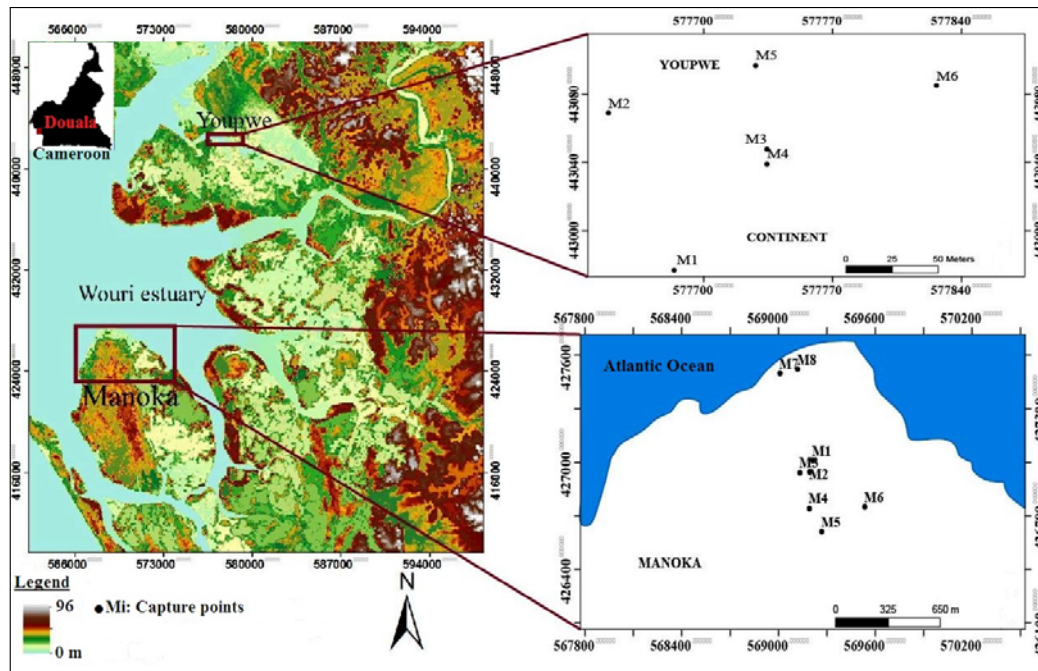 566000 573000 580000 587000 594000
448000
440000
432000
424000
416000
448000
440000
432000
424000
416000
Douala
Cameroon
Youpwe
Wouri estuary
Manoka
566000 573000 580000 587000 594000
Legend
96
0 m
Mi: Capture points
N
577700 577770 577840
443080
443040
443000
443080
443040
443000
YOUPWE
M5
M6
M2
M3
M4
CONTINENT
M1
0 25 50 Meters
577700 577770 577840
567800 568400 569000 569600 570200
427600
427000
426400
426700
Atlantic Ocean
M7
M8
M1
M2
M4
M6
M5
MANOKA
0 325 650 m
567800 568400 569000 569600 570200